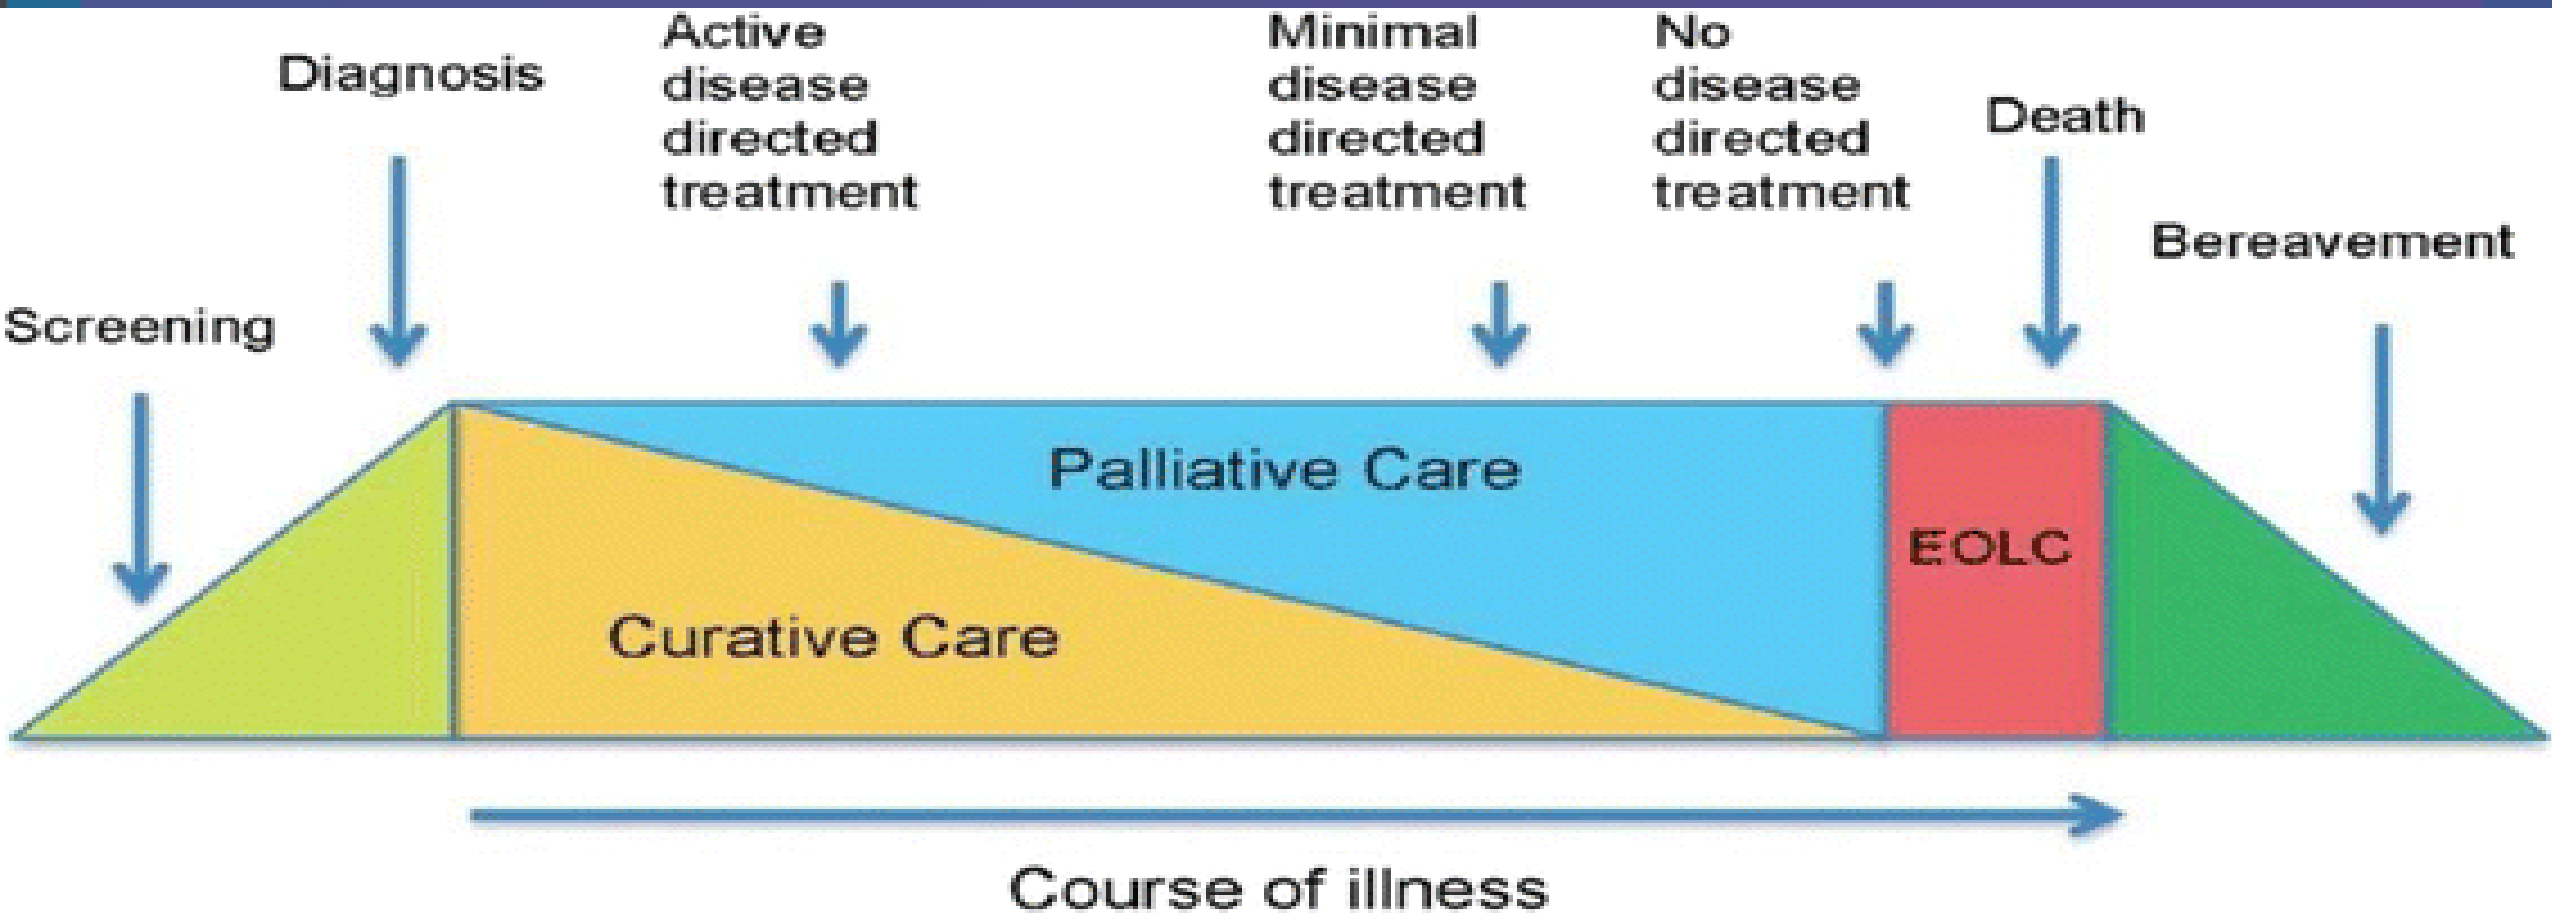 Screening
Diagnosis
Active
disease
directed
treatment
Minimal
disease
directed
treatment
No
disease
directed
treatment
Death
Bereavement
Palliative Care
Curative Care
EOLC
Course of illness